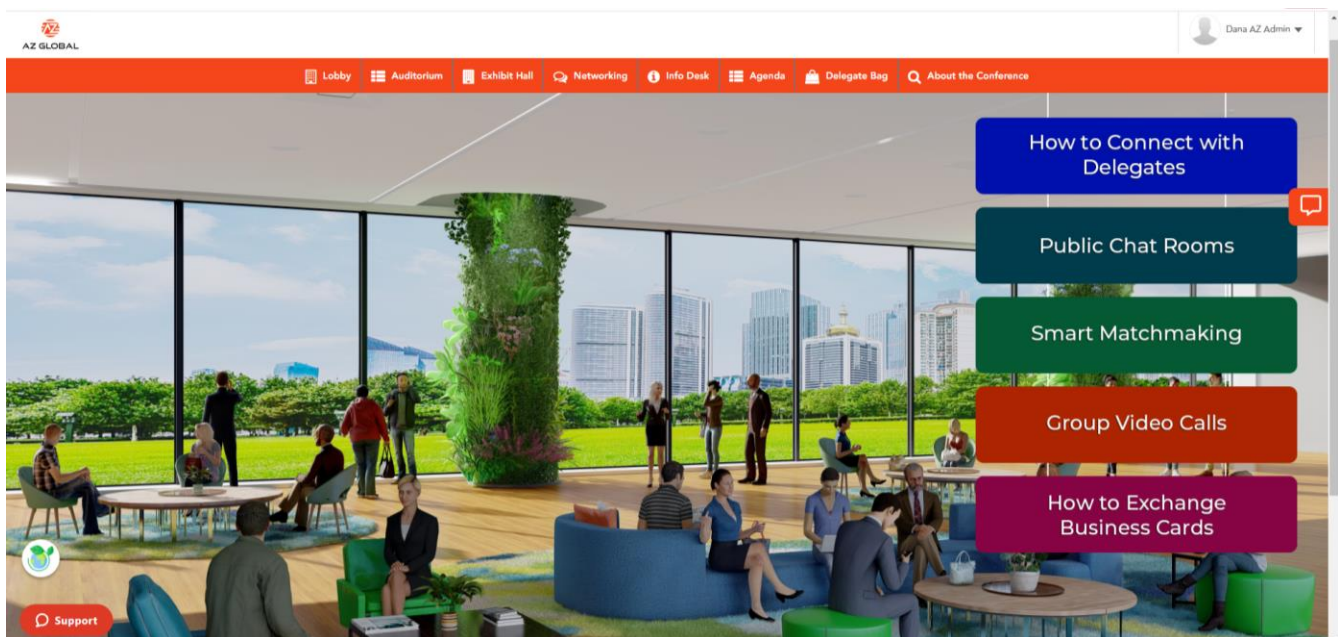 AZ GLOBAL
Dana AZ Admin
Lobby Auditorium Exhibit Hall Networking Info Desk Agenda Delegate Bag About the Conference
How to Connect with
Delegates
Public Chat Rooms
Smart Matchmaking
Group Video Calls
How to Exchange
Business Cards
Support